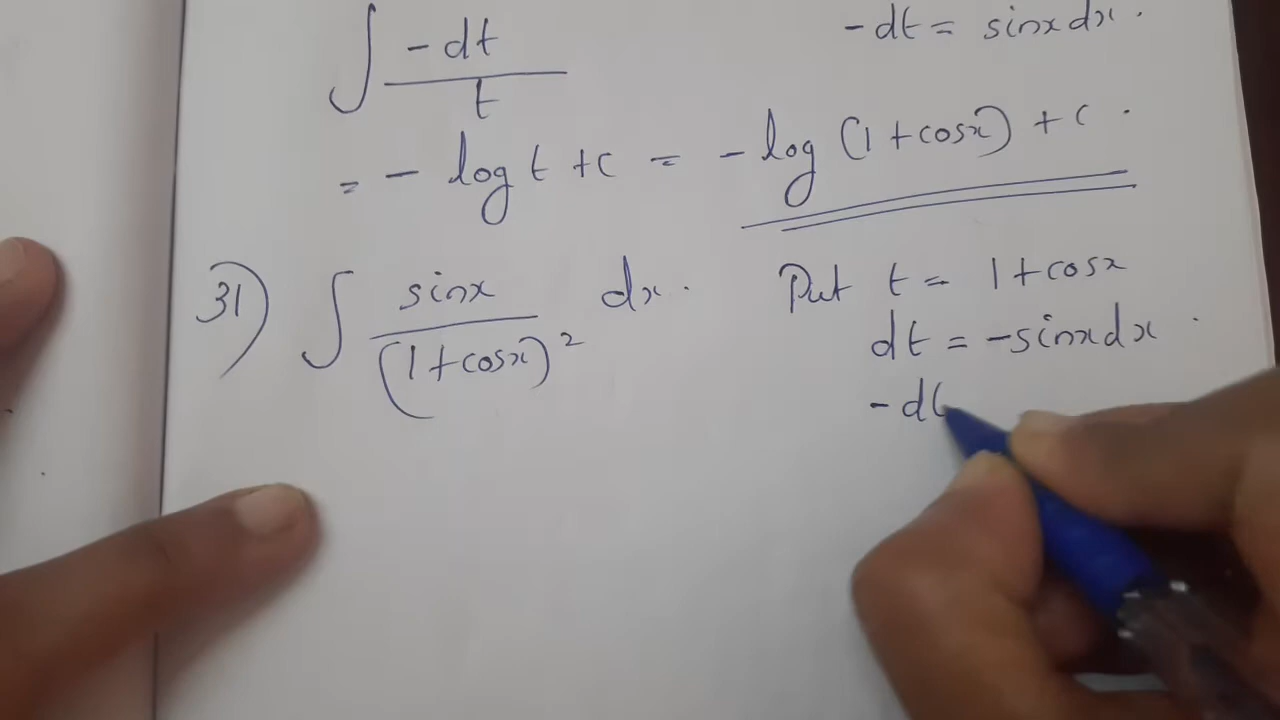 ∫ -dt / t
-dt = sinx dx.
= - log t + c = - log (1 + cosx) + c.
31) ∫ sinx / (1 + cosx)² dx.
Put t = 1 + cosx
dt = -sinx dx.
-d